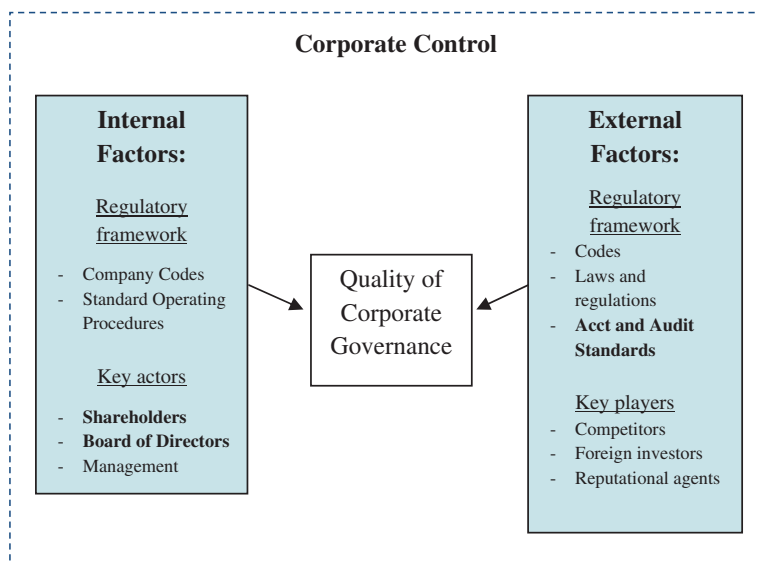 Corporate Control
Internal
Factors:
Regulatory
framework
- Company Codes
- Standard Operating
Procedures
Key actors
- Shareholders
- Board of Directors
- Management
Quality of
Corporate
Governance
External
Factors:
Regulatory
framework
- Codes
- Laws and
regulations
- Acct and Audit
Standards
Key players
- Competitors
- Foreign investors
- Reputational agents